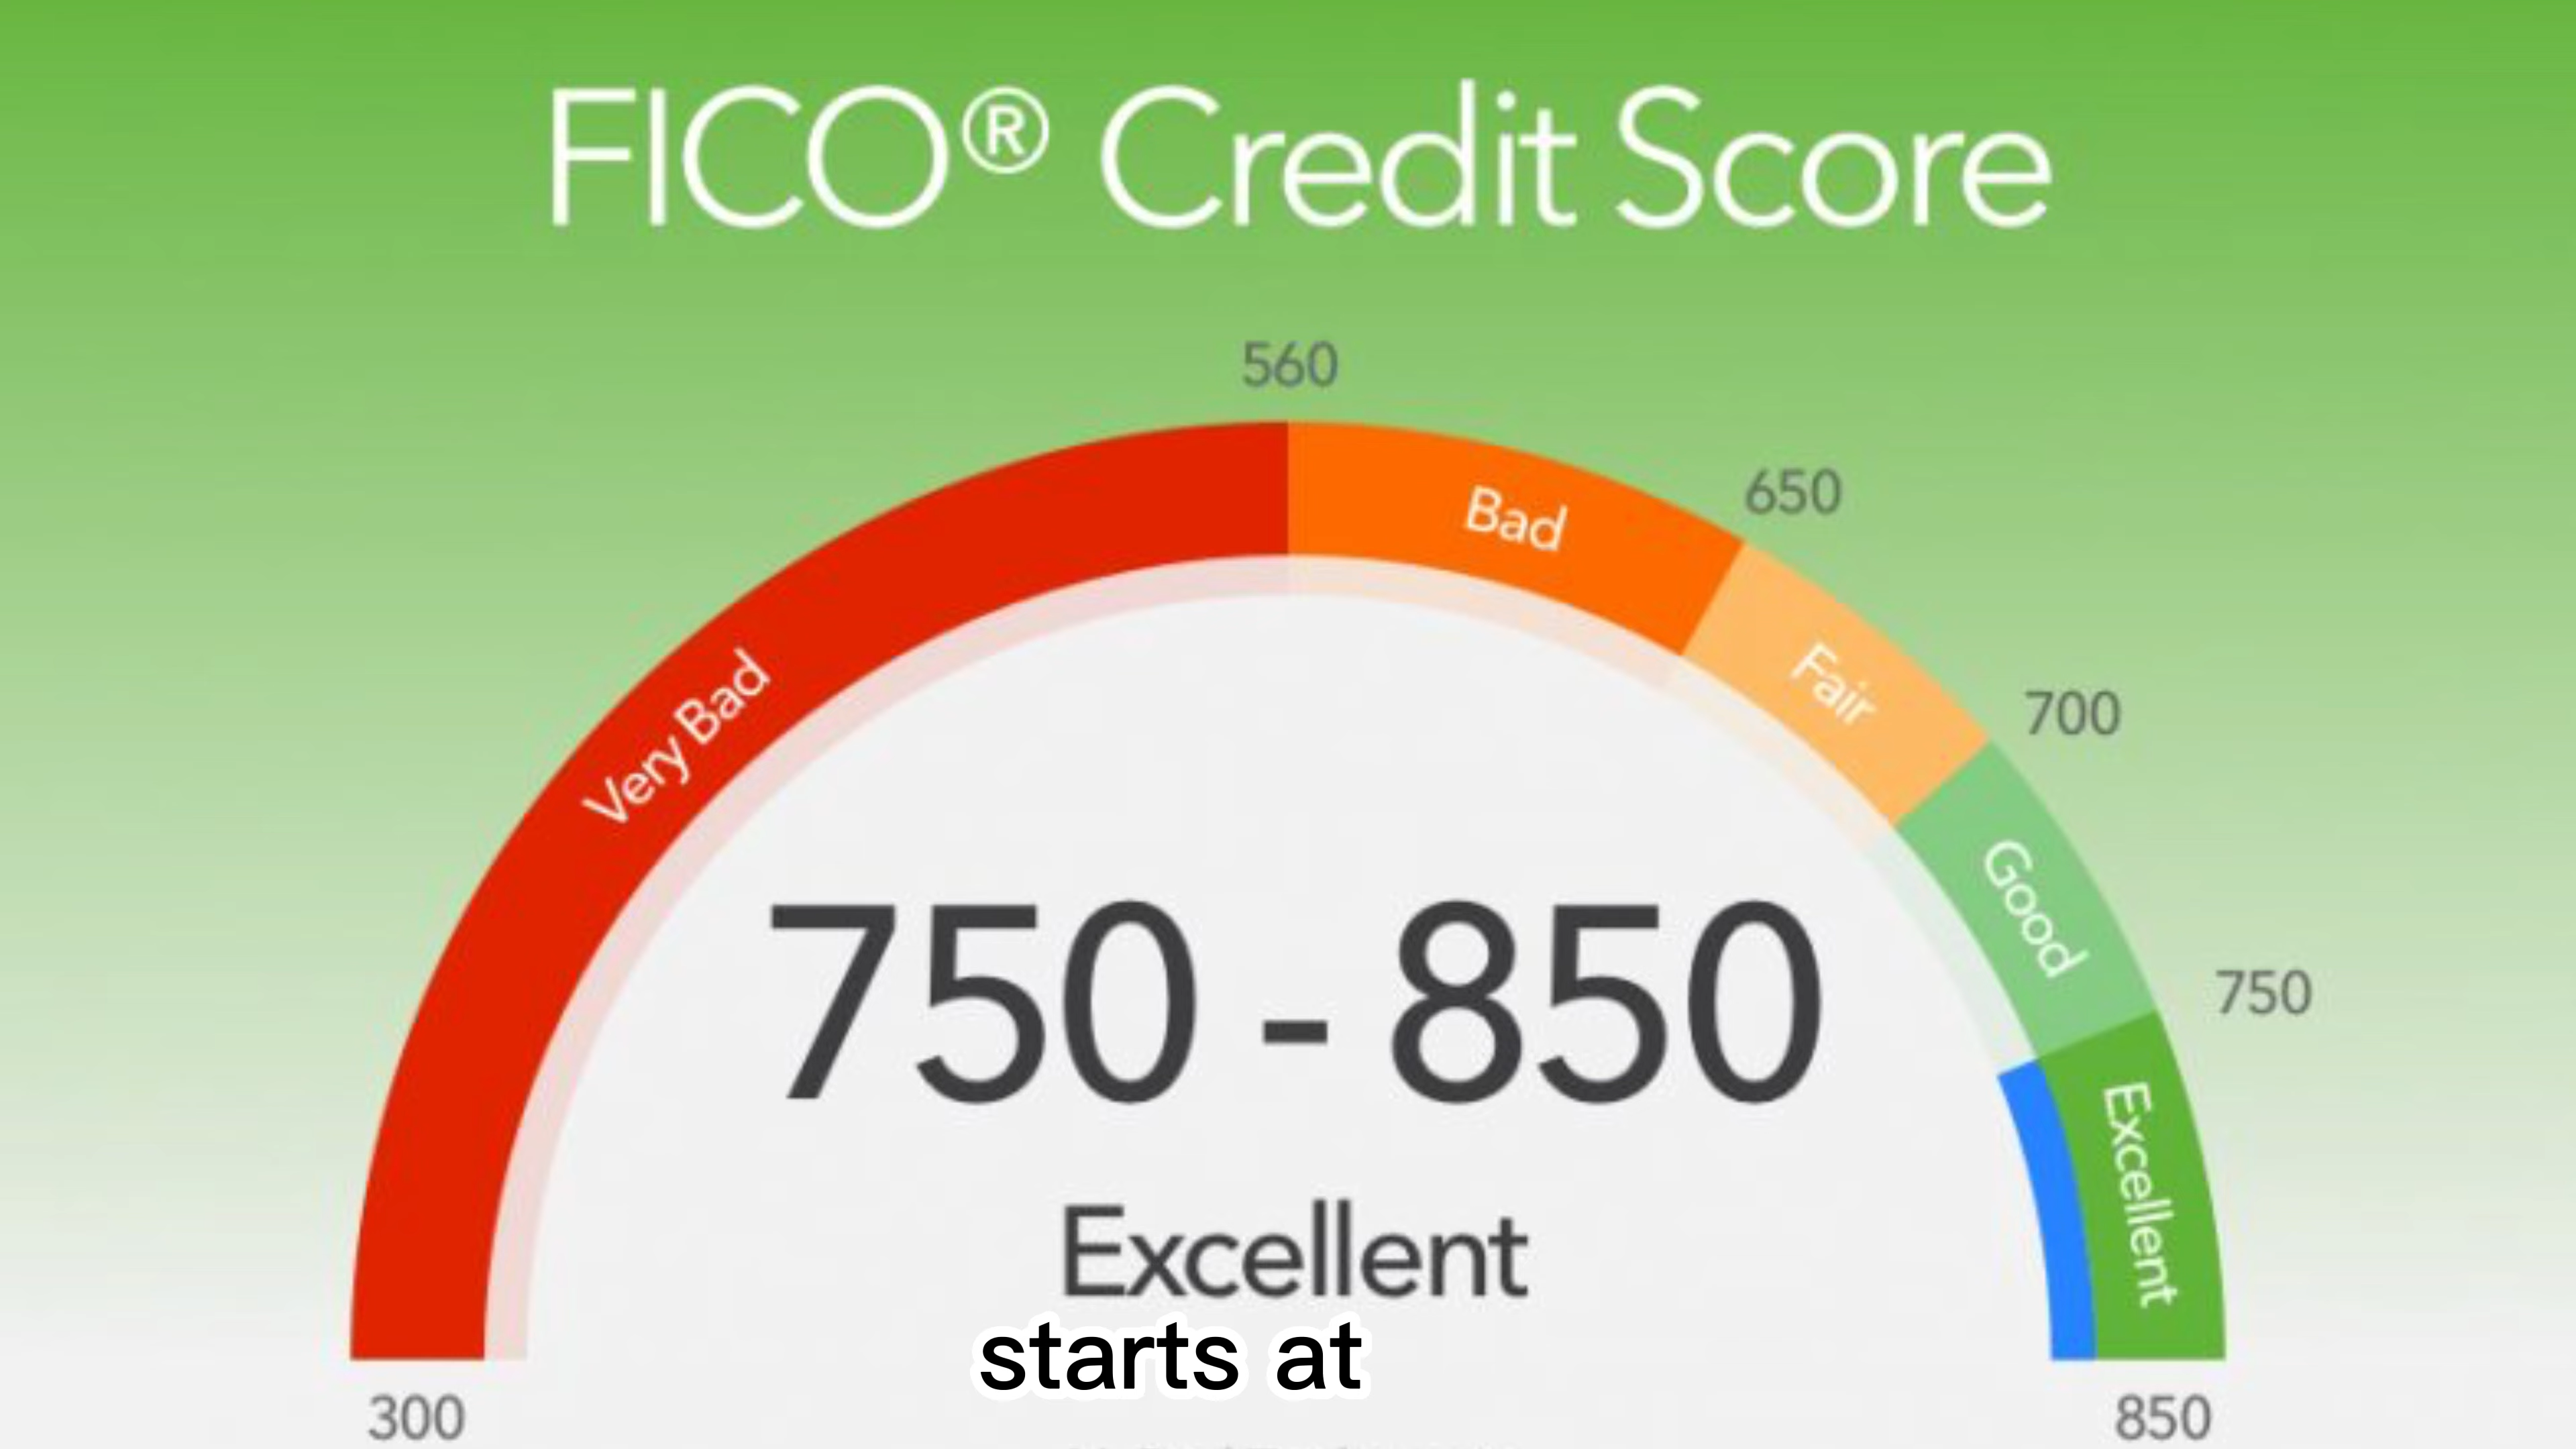 FICO® Credit Score
560
Bad
650
Fair
700
Very Bad
Good
750
750 - 850
Excellent
Excellent
starts at
300
850